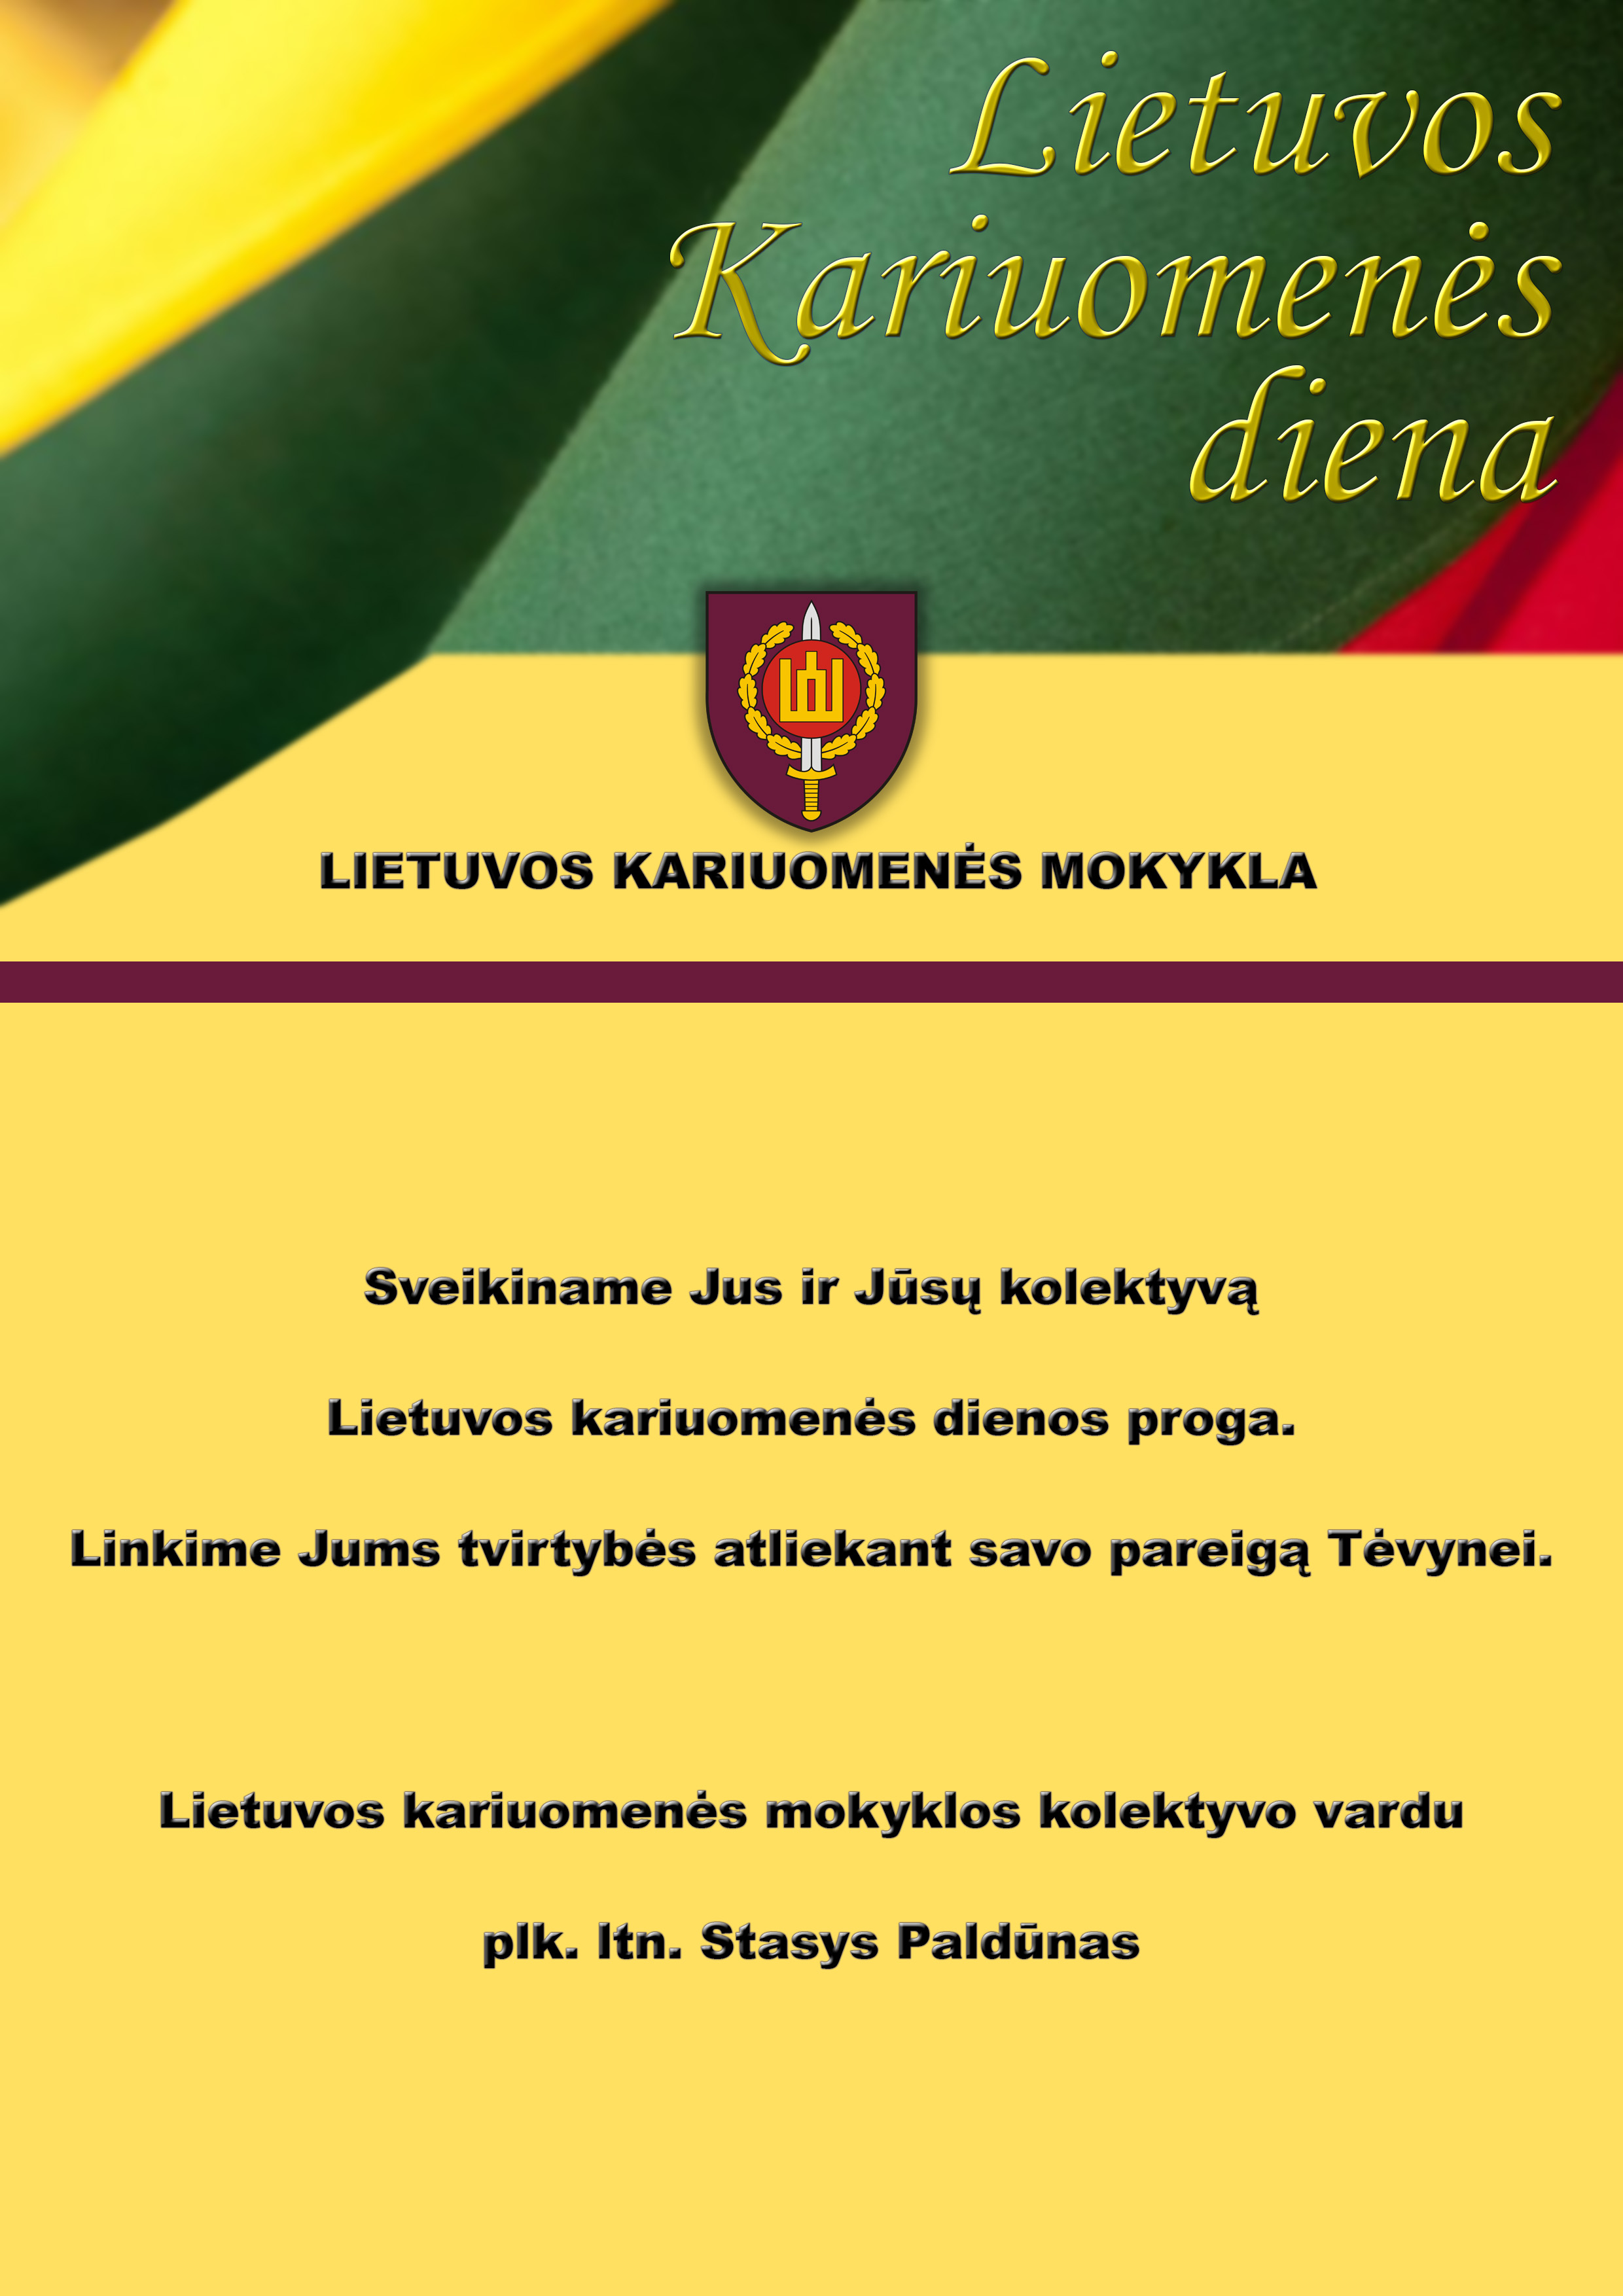 Lietuvos
Kariuomenės
diena
LIETUVOS KARIUOMENĖS MOKYKLA
Sveikiname Jus ir Jūsų kolektyvą
Lietuvos kariuomenės dienos proga.
Linkime Jums tvirtybės atliekant savo pareigą Tėvynei.
Lietuvos kariuomenės mokyklos kolektyvo vardu
plk. ltn. Stasys Paldūnas